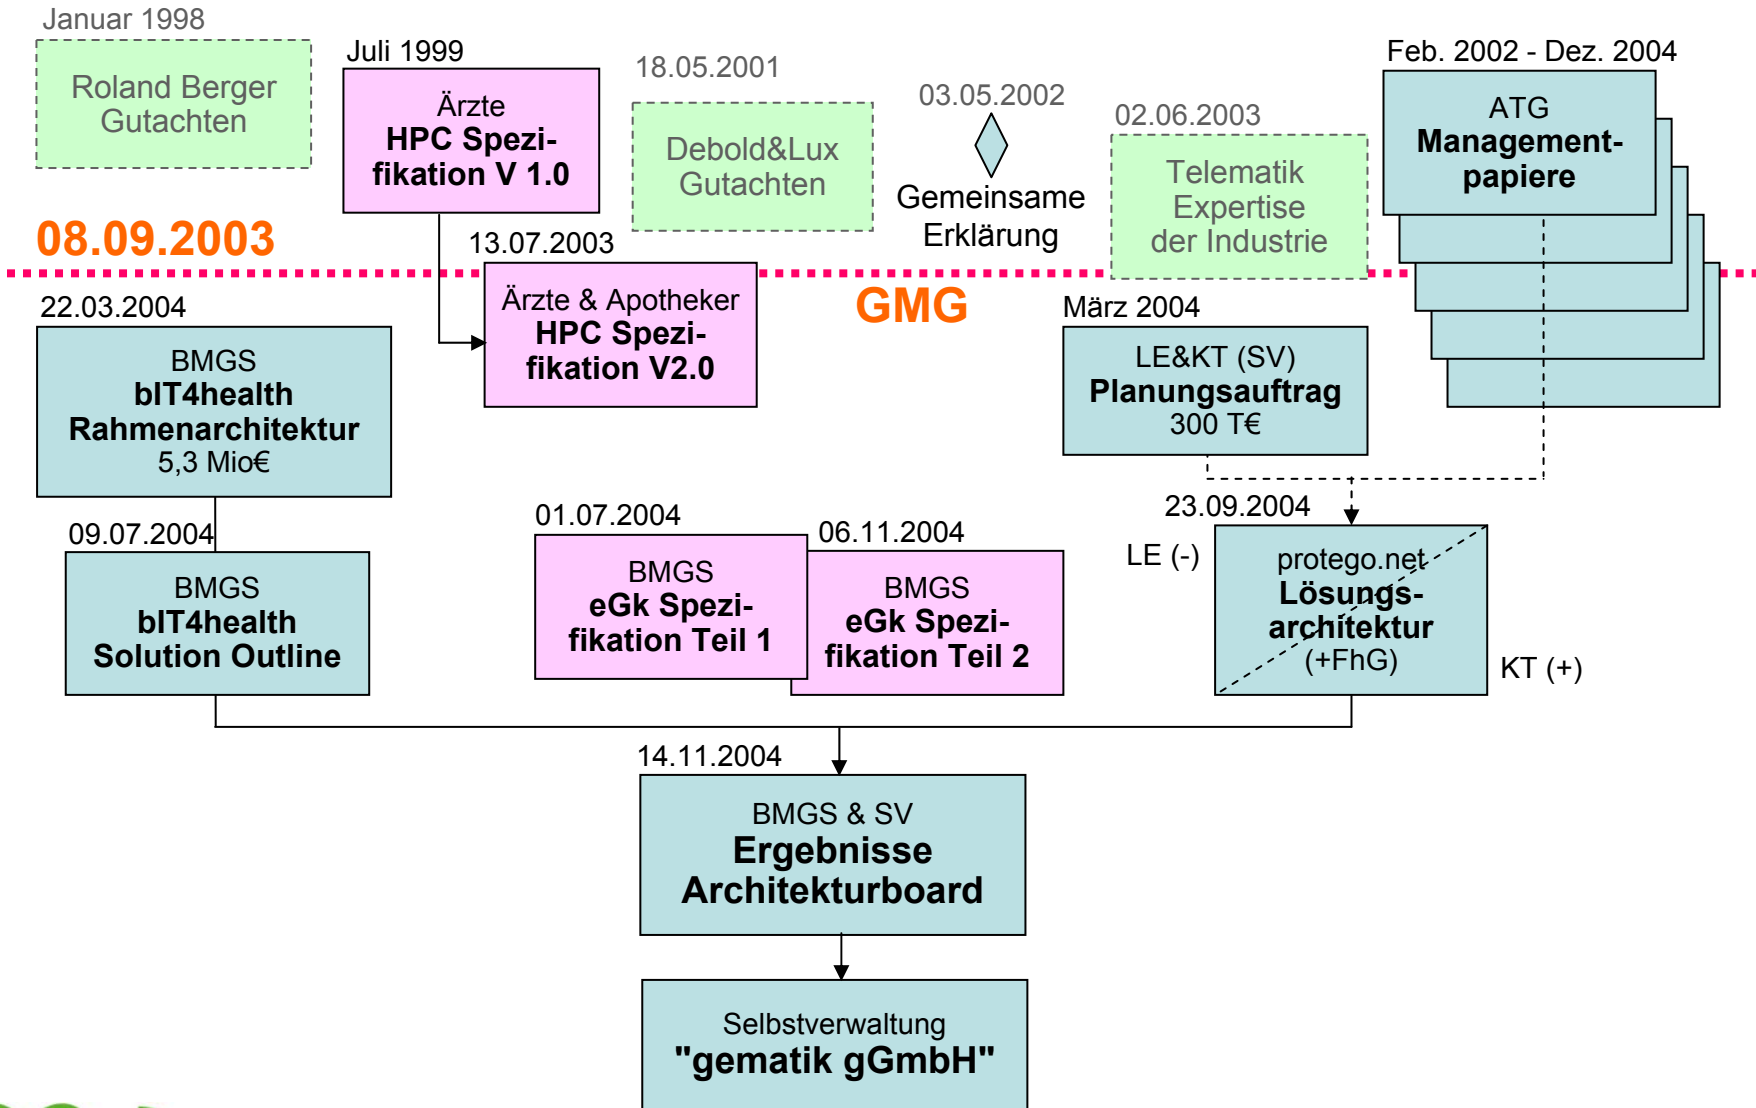 Januar 1998
Roland Berger
Gutachten
Juli 1999
Ärzte
HPC Spezi-
fikation V 1.0
18.05.2001
Debold&Lux
Gutachten
03.05.2002
Gemeinsame
Erklärung
02.06.2003
Telematik
Expertise
der Industrie
Feb. 2002 - Dez. 2004
ATG
Management-
papiere
08.09.2003
GMG
13.07.2003
Ärzte & Apotheker
HPC Spezi-
fikation V2.0
22.03.2004
BMGS
bIT4health
Rahmenarchitektur
5,3 Mio€
März 2004
LE&KT (SV)
Planungsauftrag
300 T€
09.07.2004
BMGS
bIT4health
Solution Outline
01.07.2004
BMGS
eGk Spezi-
fikation Teil 1
06.11.2004
BMGS
eGk Spezi-
fikation Teil 2
23.09.2004
LE (-)
protego.net
Lösungs-
architektur
(+FhG)
KT (+)
14.11.2004
BMGS & SV
Ergebnisse
Architekturboard
Selbstverwaltung
"gematik gGmbH"